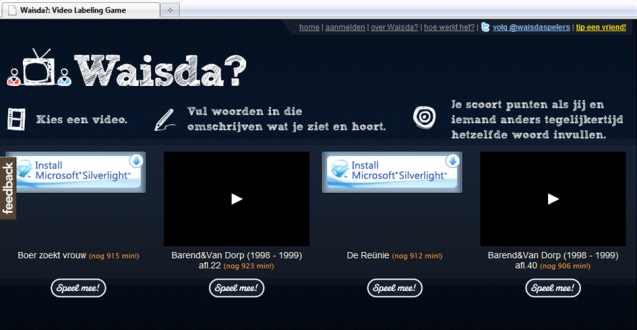 Waisda?: Video Labeling Game
home | aanmelden | over Waisda? | hoe werkt het? | volg @waisdaspelers | tip een vriend!
Waisda?
Kies een video.
Vul woorden in die
omschrijven wat je ziet en hoort.
Je scoort punten als jij en
iemand anders tegelijkertijd
hetzelfde woord invullen.
feedback
Install
Microsoft® Silverlight™
Install
Microsoft® Silverlight™
Boer zoekt vrouw (nog 915 min!)
Barend&Van Dorp (1998 - 1999)
afl.22 (nog 923 min!)
De Reünie (nog 912 min!)
Barend&Van Dorp (1998 - 1999)
afl.40 (nog 906 min!)
Speel mee!
Speel mee!
Speel mee!
Speel mee!